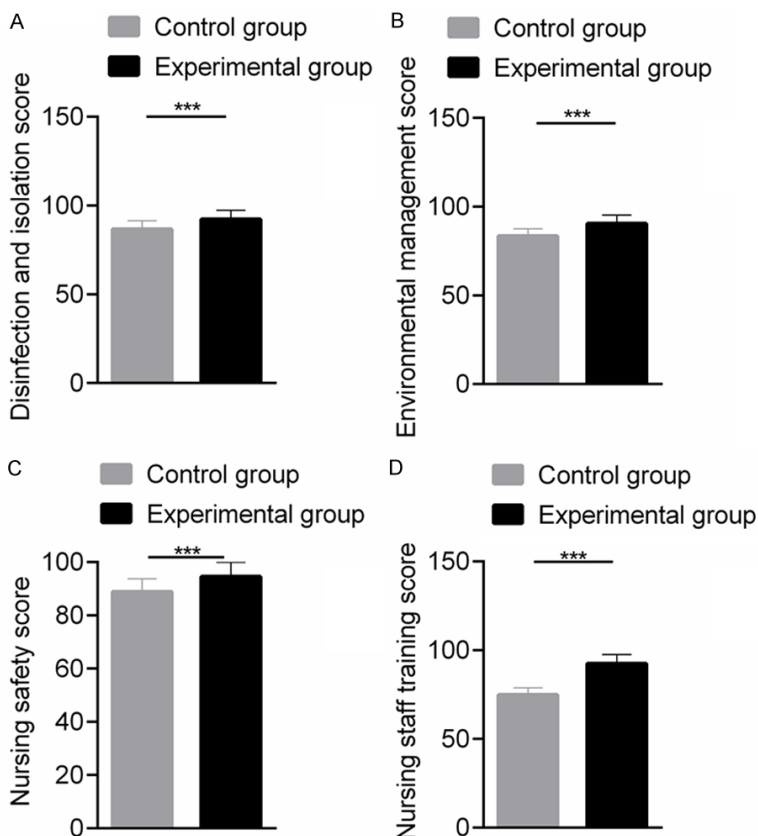 A
Control group
Experimental group
Disinfection and isolation score
150
***
100
50
0
B
Control group
Experimental group
Environmental management score
150
***
100
50
0
C
Control group
Experimental group
Nursing safety score
100
***
80
60
40
20
0
D
Control group
Experimental group
Nursing staff training score
150
***
100
50
0